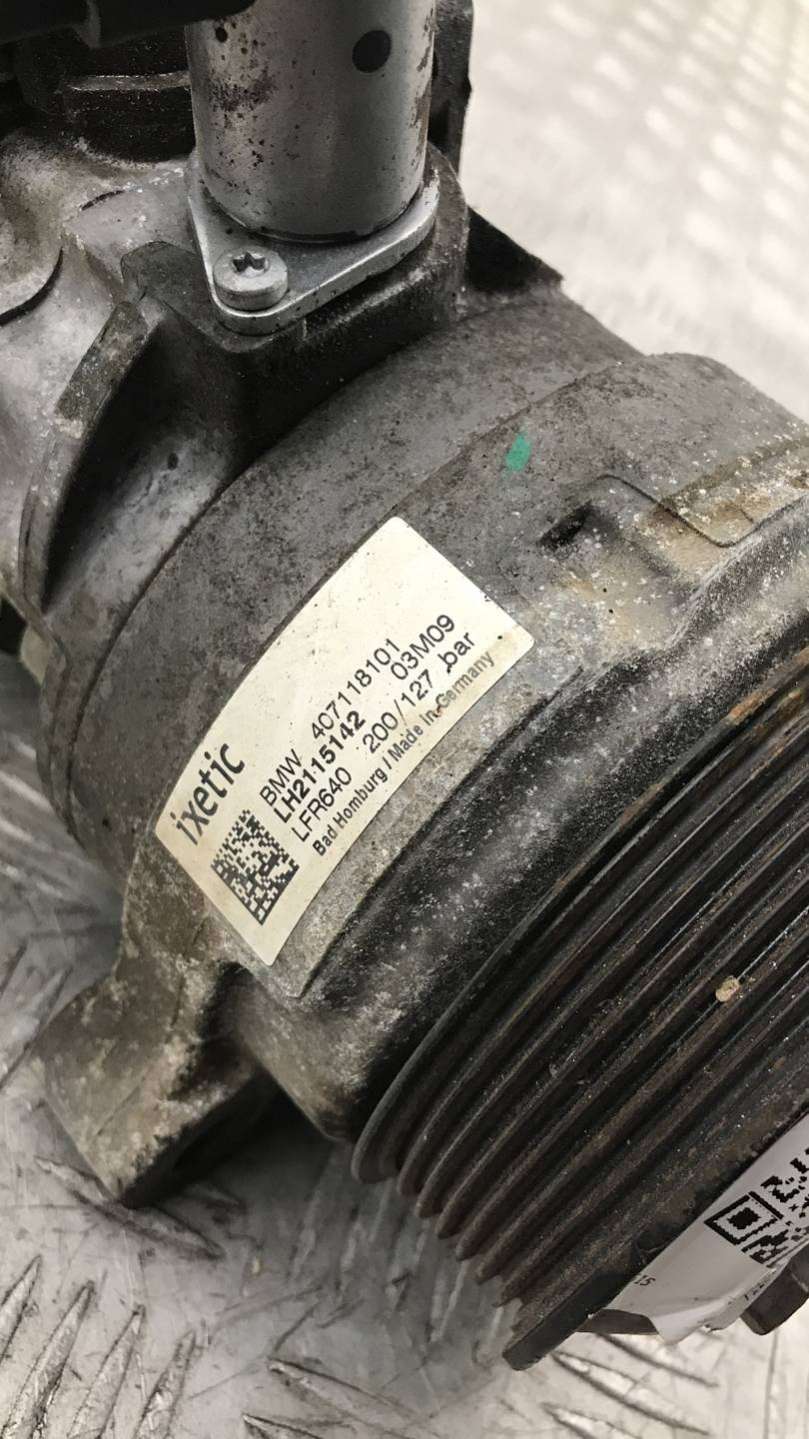 ixetic
BMW 407118101
LH2115142 03M09
LFR640 200/127 bar
Bad Homburg / Made in Germany